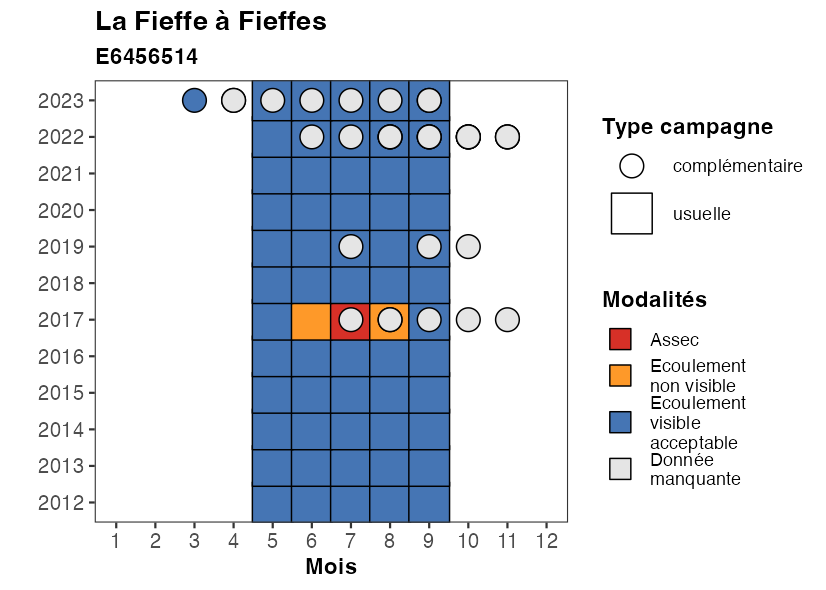 La Fieffe à Fieffes
E6456514
2023
2022
2021
2020
2019
2018
2017
2016
2015
2014
2013
2012
1 2 3 4 5 6 7 8 9 10 11 12
Mois
Type campagne
complémentaire
usuelle
Modalités
Assec
Ecoulement
non visible
Ecoulement
visible
acceptable
Donnée
manquante